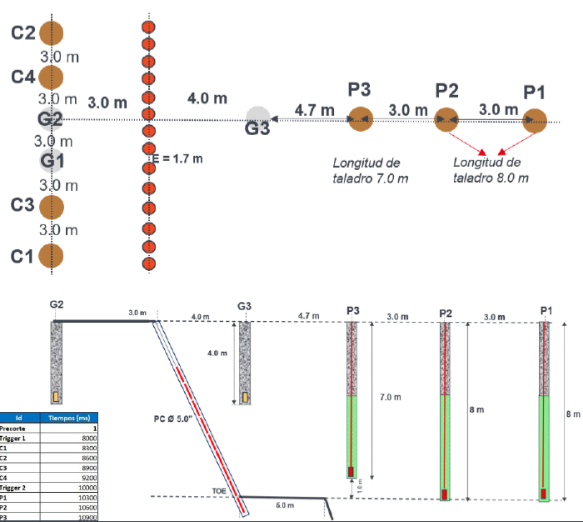 C2
3.0 m
C4
3.0 m
G2
3.0 m
G1
3.0 m
C3
3.0 m
C1
3.0 m
4.0 m
E = 1.7 m
G3
4.7 m
P3
3.0 m
P2
3.0 m
P1
Longitud de
taladro 7.0 m
Longitud de
taladro 8.0 m
G2
3.0 m
4.0 m
G3
4.7 m
P3
3.0 m
P2
3.0 m
P1
4.0 m
7.0 m
8 m
8 m
PC Ø 5.0"
1.0 m
TOE
5.0 m
Id Tiempos (ms)
Precorte 1
Trigger 1 8000
C1 8300
C2 8600
C3 8900
C4 9200
Trigger 2 10000
P1 10300
P2 10600
P3 10900